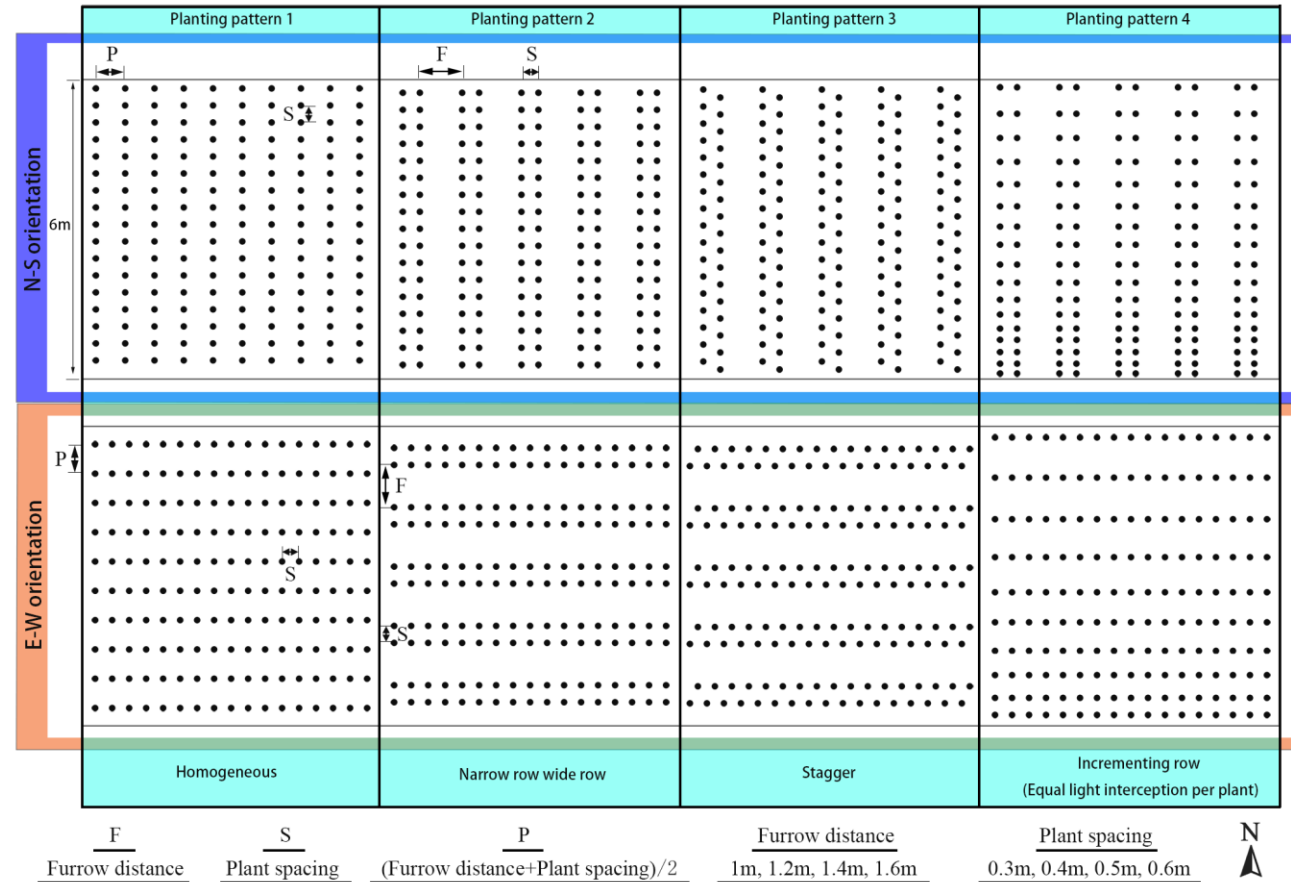 Planting pattern 1
Planting pattern 2
Planting pattern 3
Planting pattern 4
P
F
S
S
6m
N-S orientation
P
F
S
S
E-W orientation
Homogeneous
Narrow row wide row
Stagger
Incrementing row
(Equal light interception per plant)
F
S
P
Furrow distance
Plant spacing
N
Furrow distance
Plant spacing
(Furrow distance+Plant spacing)/2
1m, 1.2m, 1.4m, 1.6m
0.3m, 0.4m, 0.5m, 0.6m